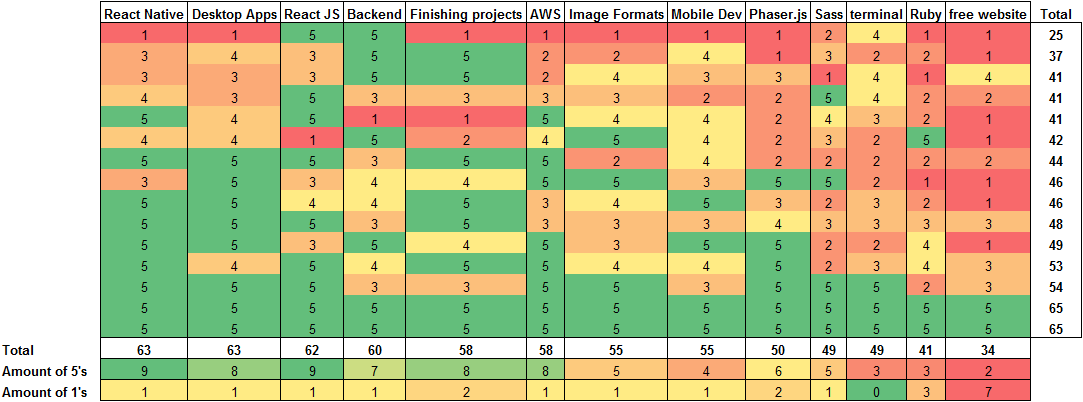 React Native Desktop Apps React JS Backend Finishing projects AWS Image Formats Mobile Dev Phaser.js Sass terminal Ruby free website Total
1 1 5 5 1 1 1 1 1 2 4 1 1 25
3 4 3 5 5 2 2 4 1 3 2 2 1 37
3 3 3 5 5 2 4 3 3 1 4 1 4 41
4 3 5 3 3 3 3 2 2 5 4 2 2 41
5 4 5 1 1 5 4 4 2 4 3 2 1 41
4 4 1 5 2 4 5 4 2 3 2 5 1 42
5 5 5 3 5 5 2 4 2 2 2 2 2 44
3 5 3 4 4 5 5 3 5 5 2 1 1 46
5 5 4 4 5 3 4 5 3 2 3 2 1 46
5 5 5 3 5 3 3 3 4 3 3 3 3 48
5 5 3 5 4 5 3 5 5 2 2 4 1 49
5 4 5 4 5 5 4 4 5 2 3 4 3 53
5 5 5 3 3 5 5 3 5 5 5 2 3 54
5 5 5 5 5 5 5 5 5 5 5 5 5 65
5 5 5 5 5 5 5 5 5 5 5 5 5 65
Total 63 63 62 60 58 58 55 55 50 49 49 41 34
Amount of 5's 9 8 9 7 8 8 5 4 6 5 3 3 2
Amount of 1's 1 1 1 1 2 1 1 1 2 1 0 3 7